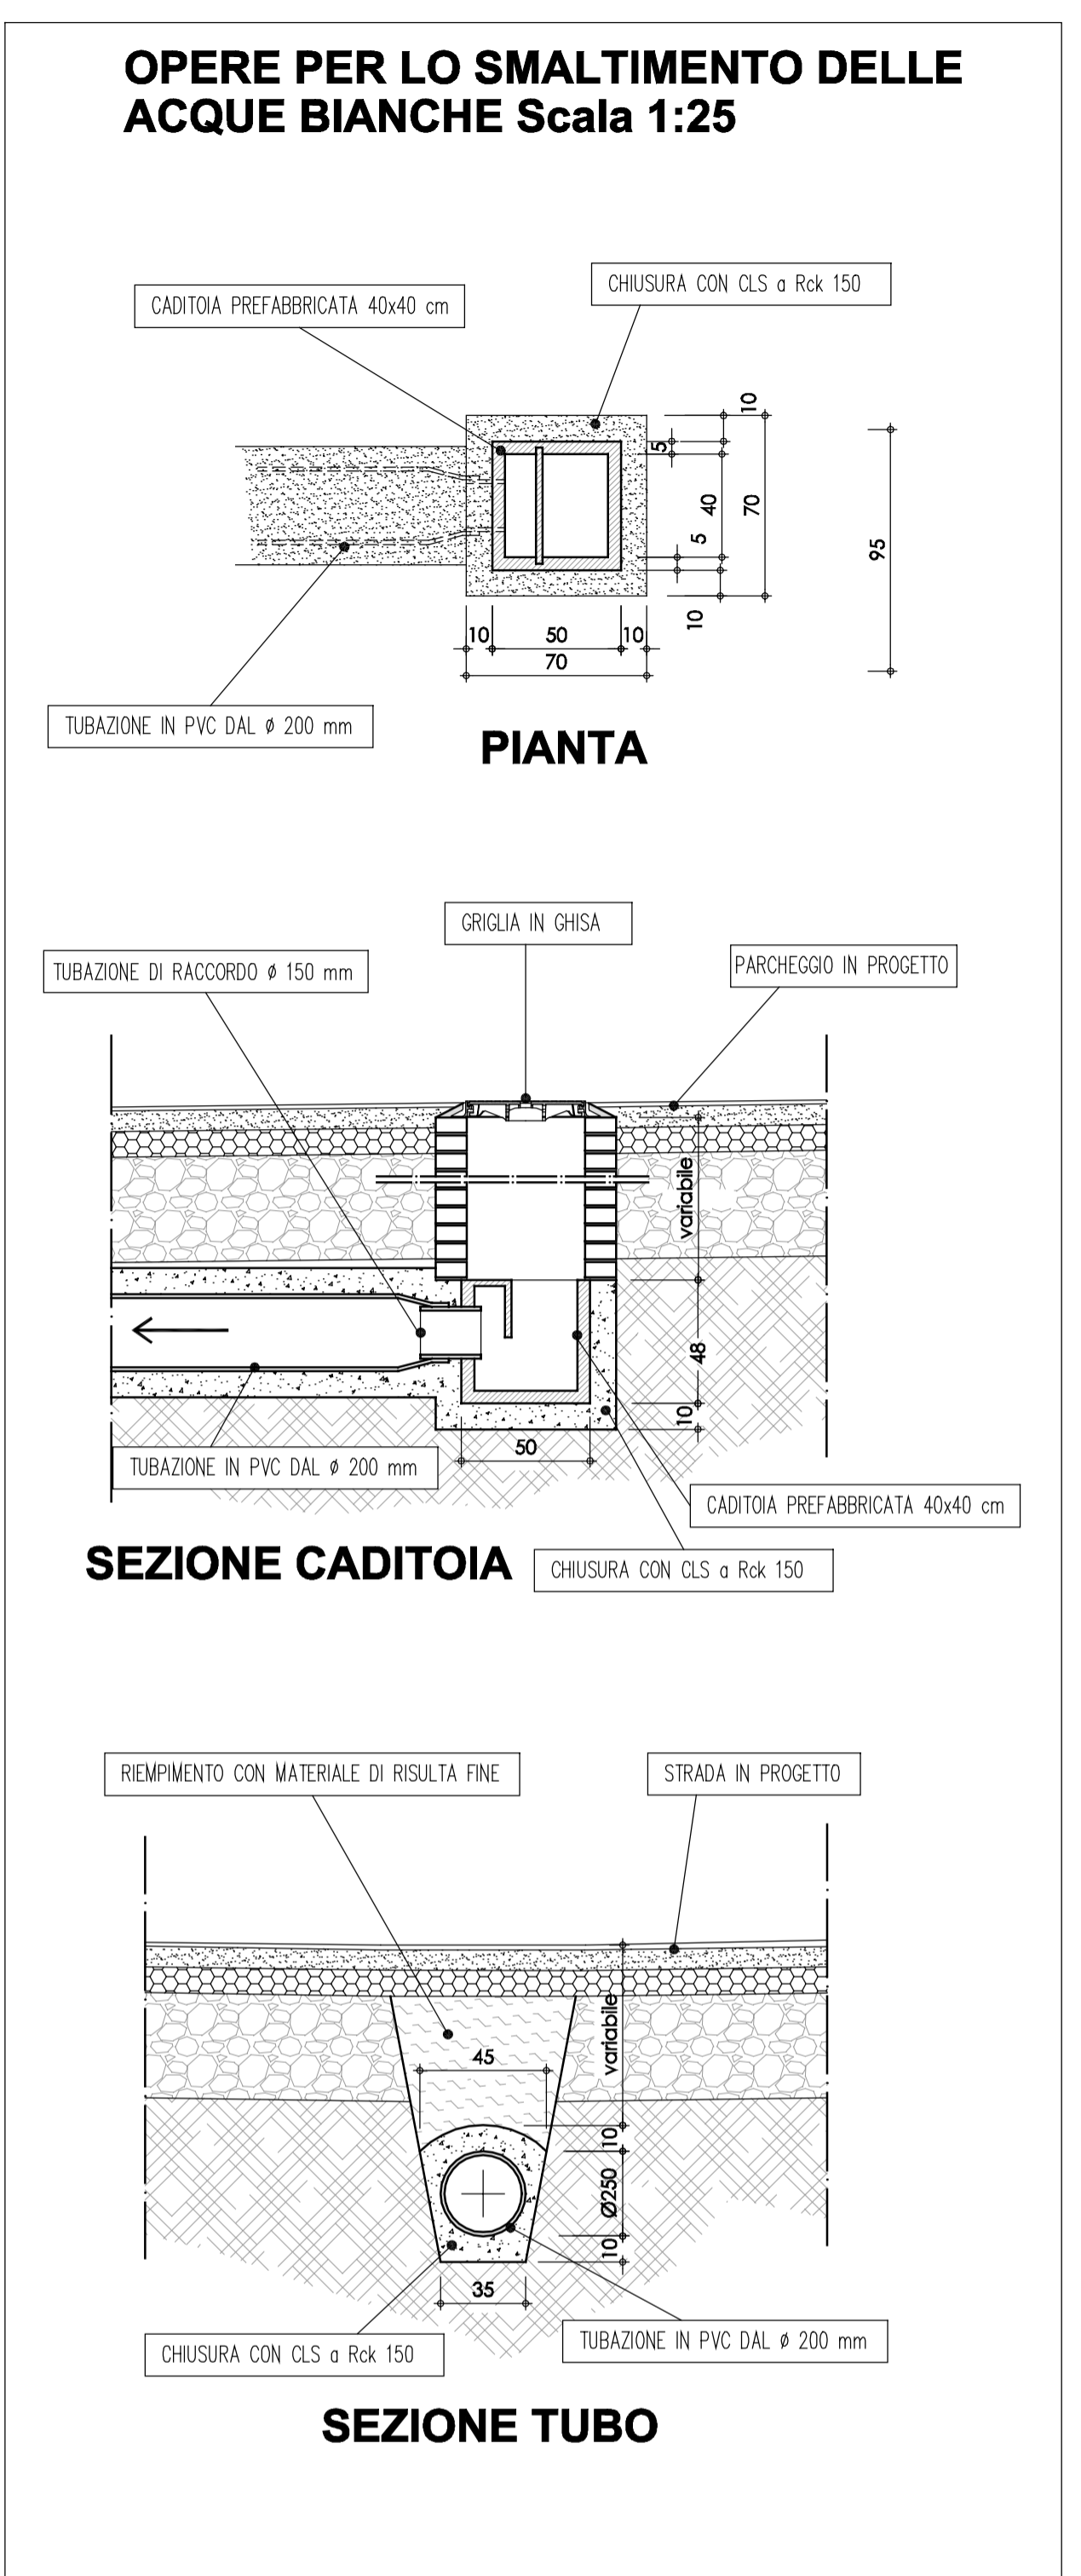 OPERE PER LO SMALTIMENTO DELLE
ACQUE BIANCHE Scala 1:25
CHIUSURA CON CLS a Rck 150
CADITOIA PREFABBRICATA 40x40 cm
10
5
40
70
5
95
10
10 50 10
70
TUBAZIONE IN PVC DAL ø 200 mm
PIANTA
GRIGLIA IN GHISA
TUBAZIONE DI RACCORDO ø 150 mm
PARCHEGGIO IN PROGETTO
variabile
48
10
50
TUBAZIONE IN PVC DAL ø 200 mm
CADITOIA PREFABBRICATA 40x40 cm
SEZIONE CADITOIA
CHIUSURA CON CLS a Rck 150
RIEMPIMENTO CON MATERIALE DI RISULTA FINE
STRADA IN PROGETTO
variabile
45
10
Ø250
10
35
TUBAZIONE IN PVC DAL ø 200 mm
CHIUSURA CON CLS a Rck 150
SEZIONE TUBO